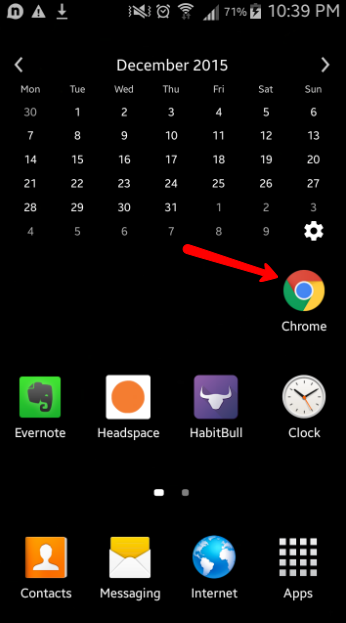 71% 10:39 PM
December 2015
Mon Tue Wed Thu Fri Sat Sun
30 1 2 3 4 5 6
7 8 9 10 11 12 13
14 15 16 17 18 19 20
21 22 23 24 25 26 27
28 29 30 31 1 2 3
4 5 6 7 8 9
Chrome
Evernote Headspace HabitBull Clock
Contacts Messaging Internet Apps